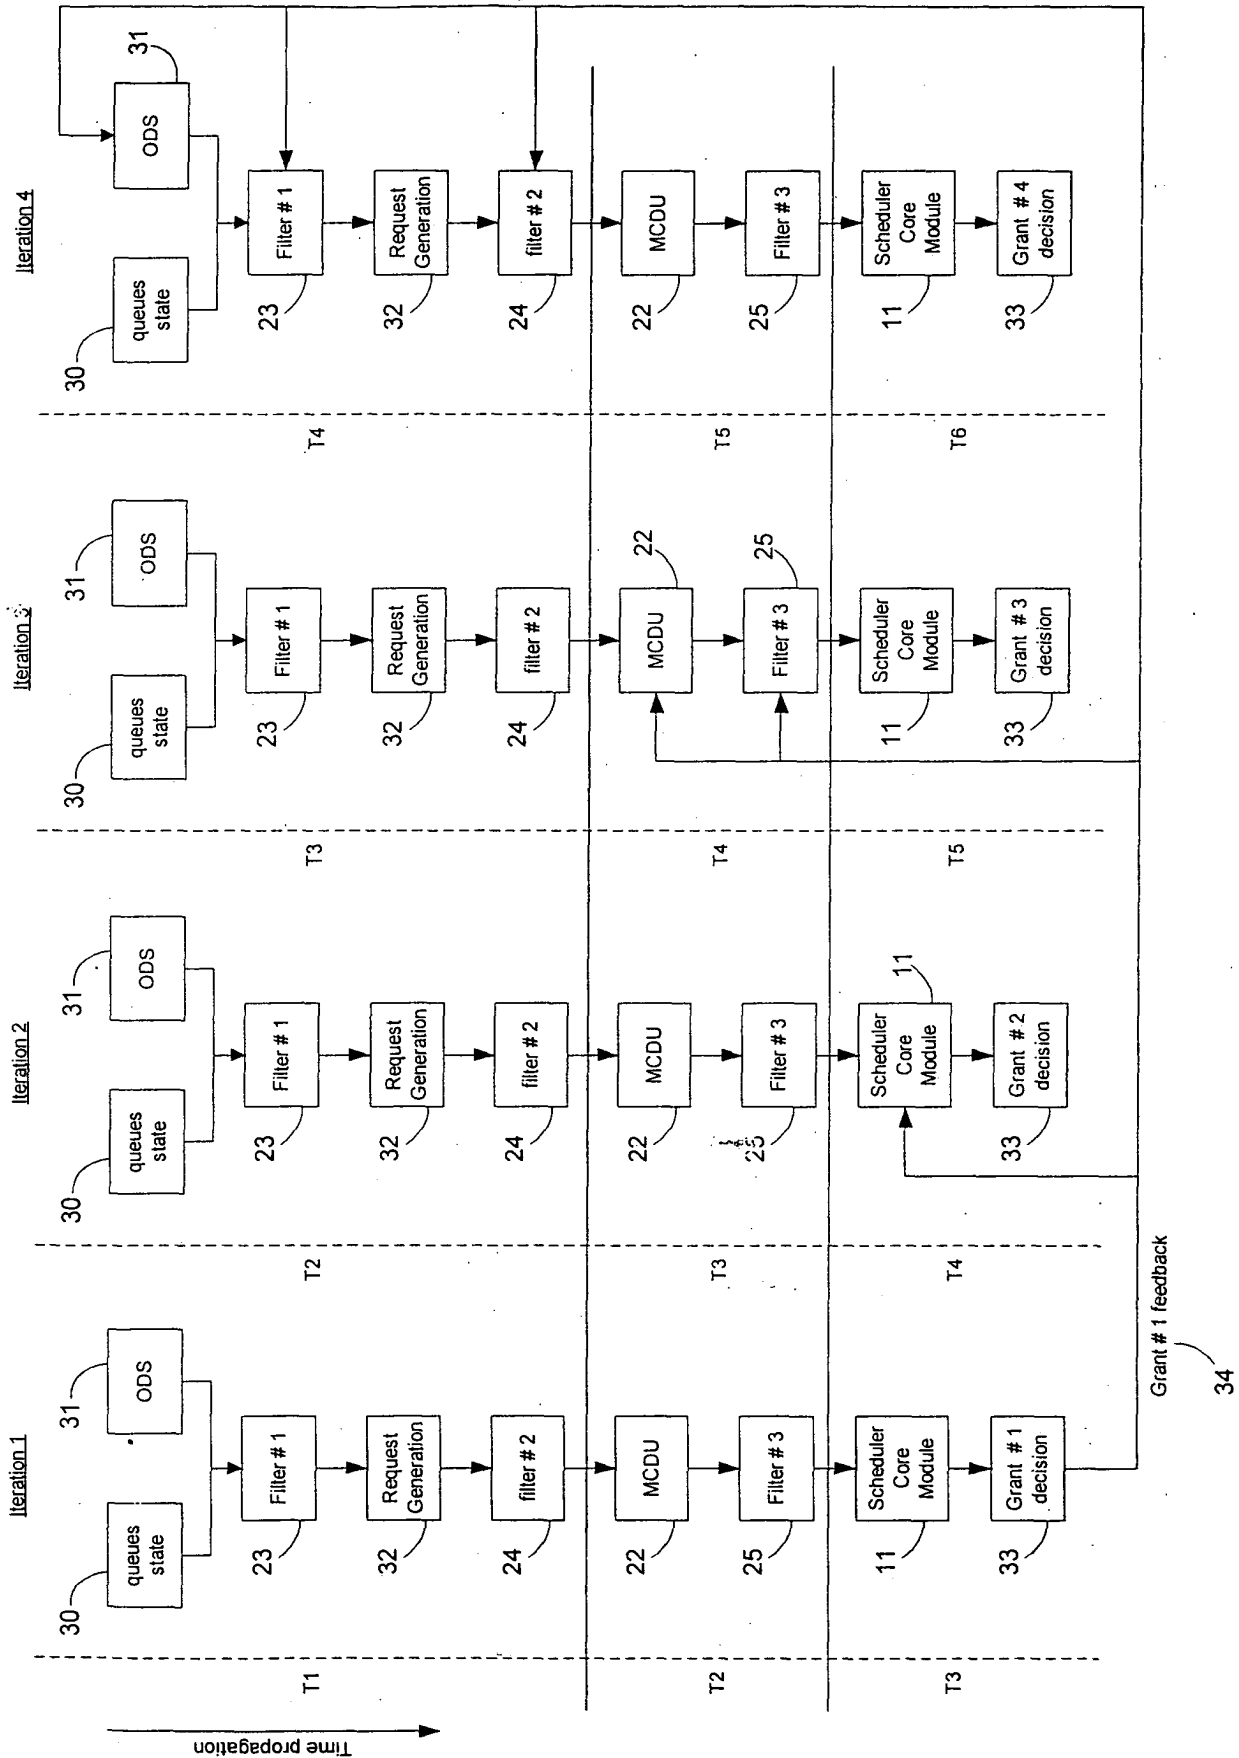 Time propagation
Iteration 1
30
queues
state
31
ODS
T1
Filter # 1
23
Request
Generation
32
filter # 2
24
T2
MCDU
22
Filter # 3
25
T3
Scheduler
Core
Module
11
Grant # 1
decision
33
Iteration 2
30
queues
state
31
ODS
T2
Filter # 1
23
Request
Generation
32
filter # 2
24
T3
MCDU
22
Filter # 3
25
T4
Scheduler
Core
Module
11
Grant # 2
decision
33
Iteration 3
30
queues
state
31
ODS
T3
Filter # 1
23
Request
Generation
32
filter # 2
24
T4
MCDU
22
Filter # 3
25
T5
Scheduler
Core
Module
11
Grant # 3
decision
33
Iteration 4
30
queues
state
31
ODS
T4
Filter # 1
23
Request
Generation
32
filter # 2
24
T5
MCDU
22
Filter # 3
25
T6
Scheduler
Core
Module
11
Grant # 4
decision
33
Grant # 1 feedback
34